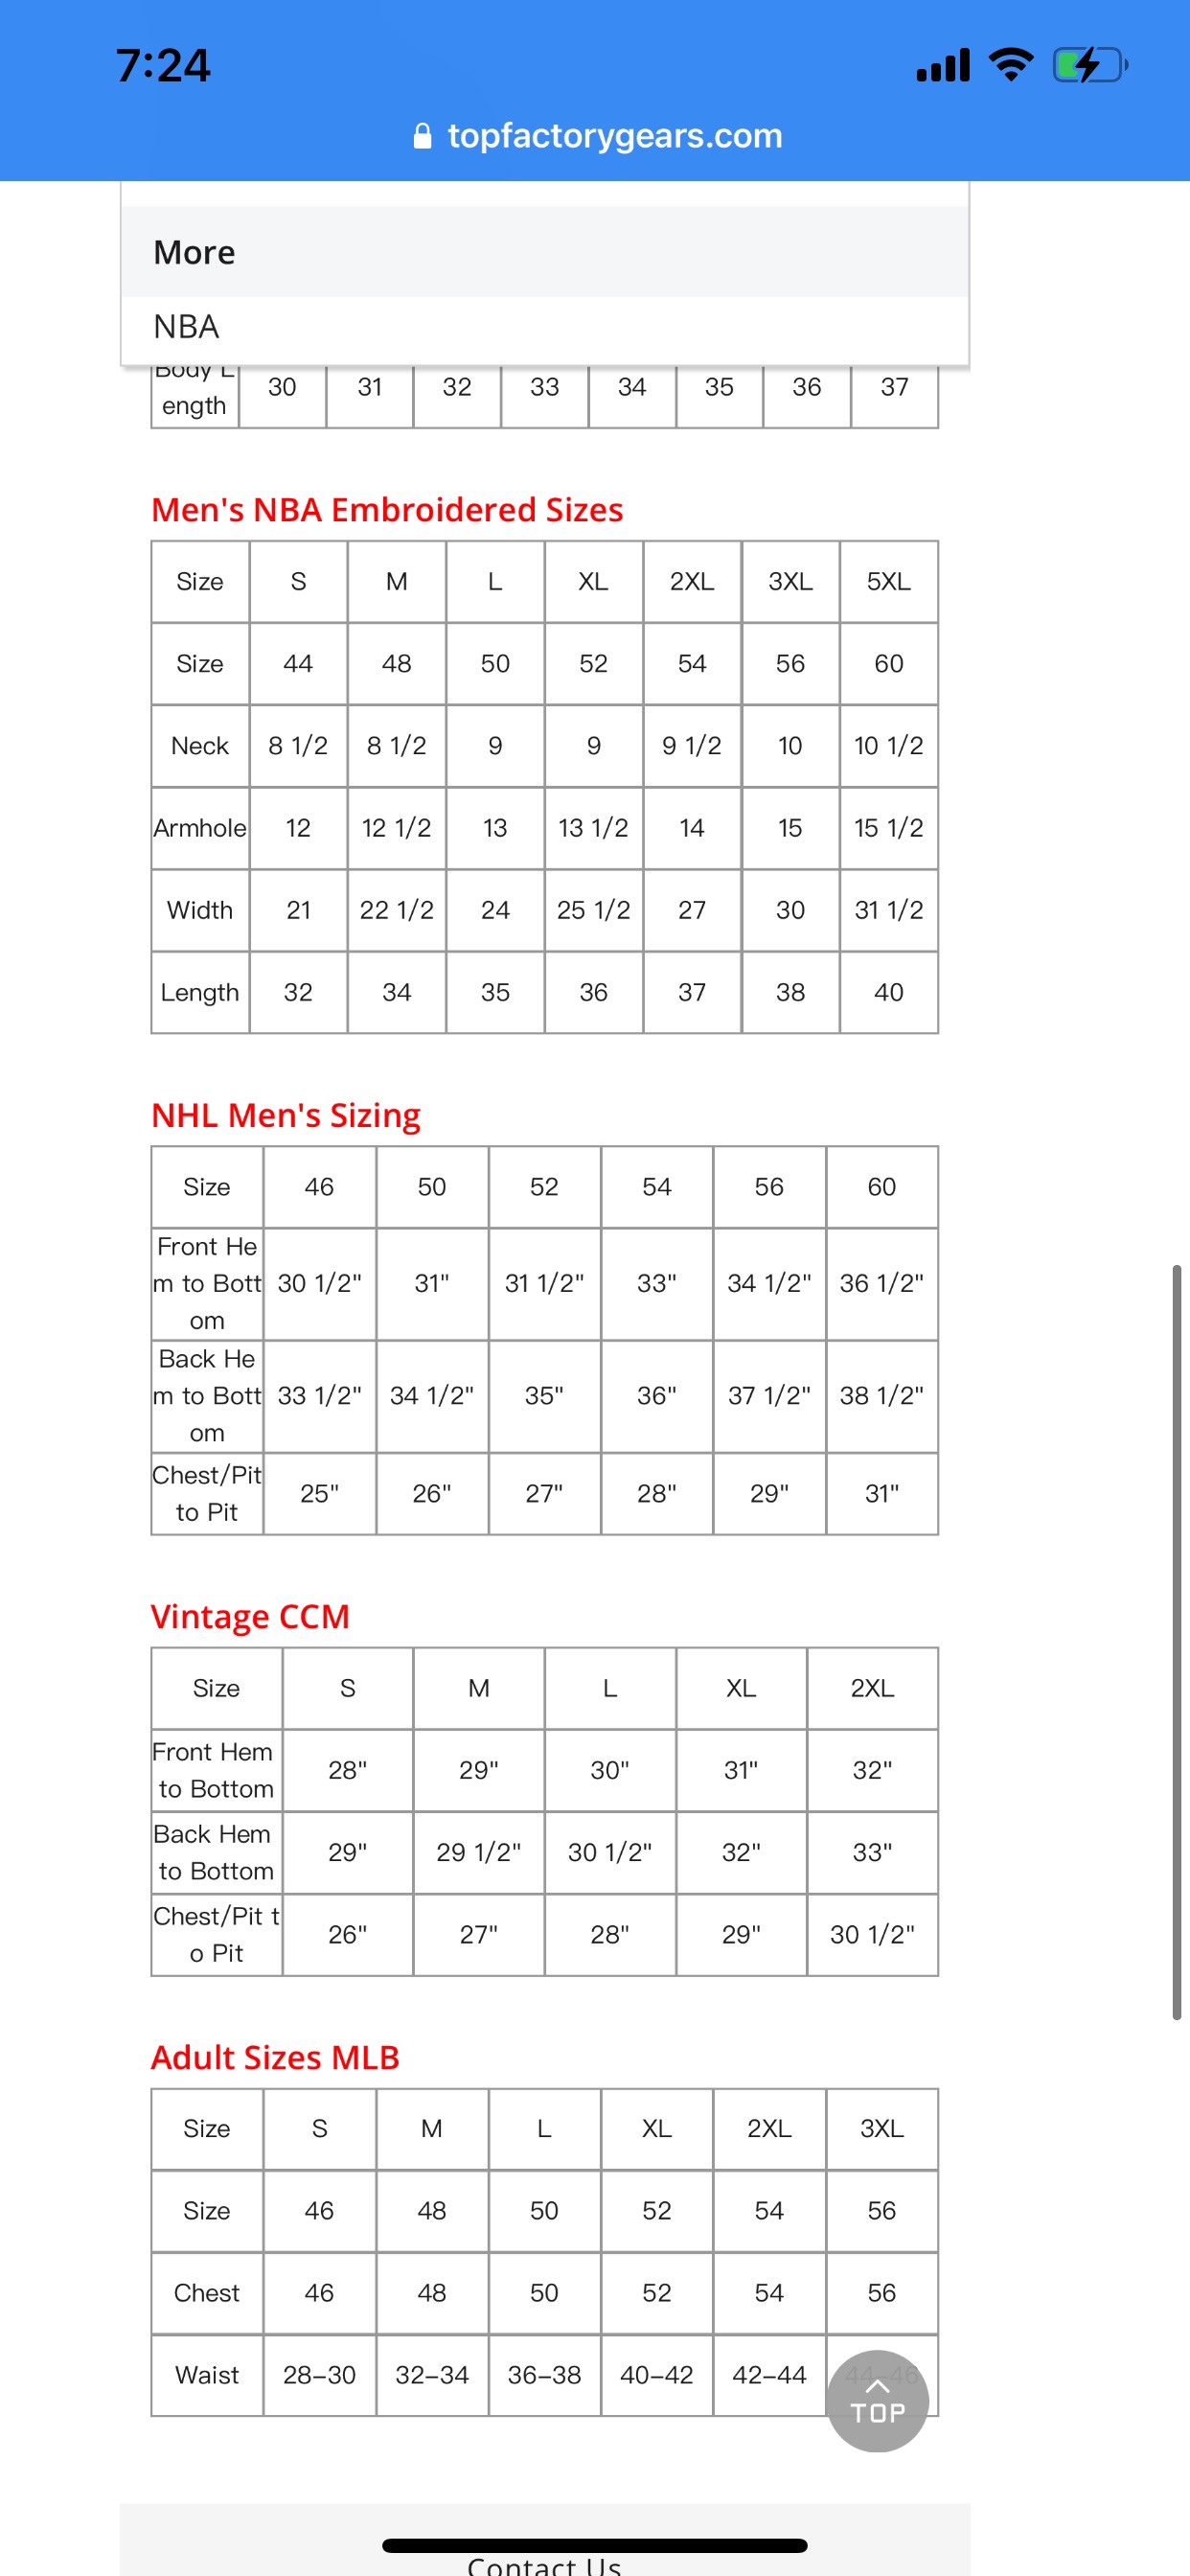 7:24
topfactorygears.com
More
NBA
Body L
ength 30 31 32 33 34 35 36 37
Men's NBA Embroidered Sizes
Size S M L XL 2XL 3XL 5XL
Size 44 48 50 52 54 56 60
Neck 8 1/2 8 1/2 9 9 9 1/2 10 10 1/2
Armhole 12 12 1/2 13 13 1/2 14 15 15 1/2
Width 21 22 1/2 24 25 1/2 27 30 31 1/2
Length 32 34 35 36 37 38 40
NHL Men's Sizing
Size 46 50 52 54 56 60
Front He
m to Bott 30 1/2" 31" 31 1/2" 33" 34 1/2" 36 1/2"
om
Back He
m to Bott 33 1/2" 34 1/2" 35" 36" 37 1/2" 38 1/2"
om
Chest/Pit
to Pit 25" 26" 27" 28" 29" 31"
Vintage CCM
Size S M L XL 2XL
Front Hem
to Bottom 28" 29" 30" 31" 32"
Back Hem
to Bottom 29" 29 1/2" 30 1/2" 32" 33"
Chest/Pit t
o Pit 26" 27" 28" 29" 30 1/2"
Adult Sizes MLB
Size S M L XL 2XL 3XL
Size 46 48 50 52 54 56
Chest 46 48 50 52 54 56
Waist 28–30 32–34 36–38 40–42 42–44 44–46
TOP
Contact Us